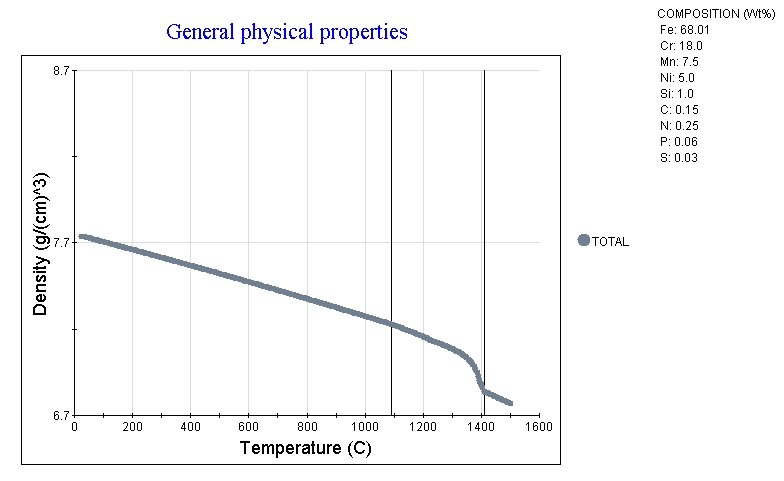 General physical properties
COMPOSITION (Wt%)
Fe: 68.01
Cr: 18.0
Mn: 7.5
Ni: 5.0
Si: 1.0
C: 0.15
N: 0.25
P: 0.06
S: 0.03
8.7
7.7
6.7
Density (g/(cm)^3)
0 200 400 600 800 1000 1200 1400 1600
Temperature (C)
TOTAL